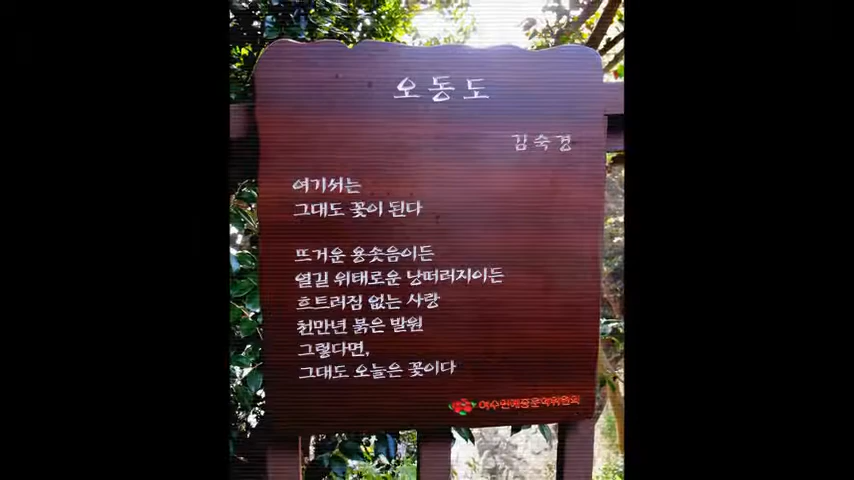 오동도
김숙경
여기서는
그대도 꽃이 된다
뜨거운 용솟음이든
열길 위태로운 낭떠러지이든
흐트러짐 없는 사랑
천만년 붉은 발원
그렇다면,
그대도 오늘은 꽃이다